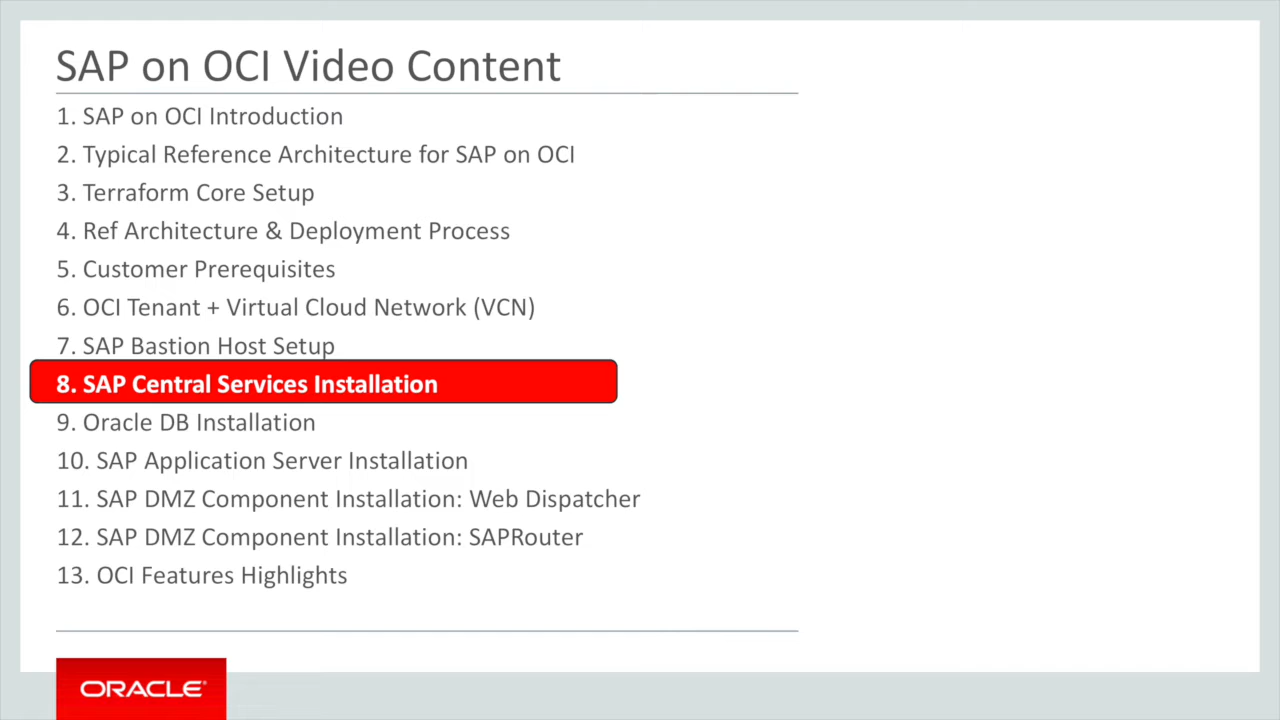 SAP on OCI Video Content
1. SAP on OCI Introduction
2. Typical Reference Architecture for SAP on OCI
3. Terraform Core Setup
4. Ref Architecture & Deployment Process
5. Customer Prerequisites
6. OCI Tenant + Virtual Cloud Network (VCN)
7. SAP Bastion Host Setup
8. SAP Central Services Installation
9. Oracle DB Installation
10. SAP Application Server Installation
11. SAP DMZ Component Installation: Web Dispatcher
12. SAP DMZ Component Installation: SAPRouter
13. OCI Features Highlights
ORACLE®